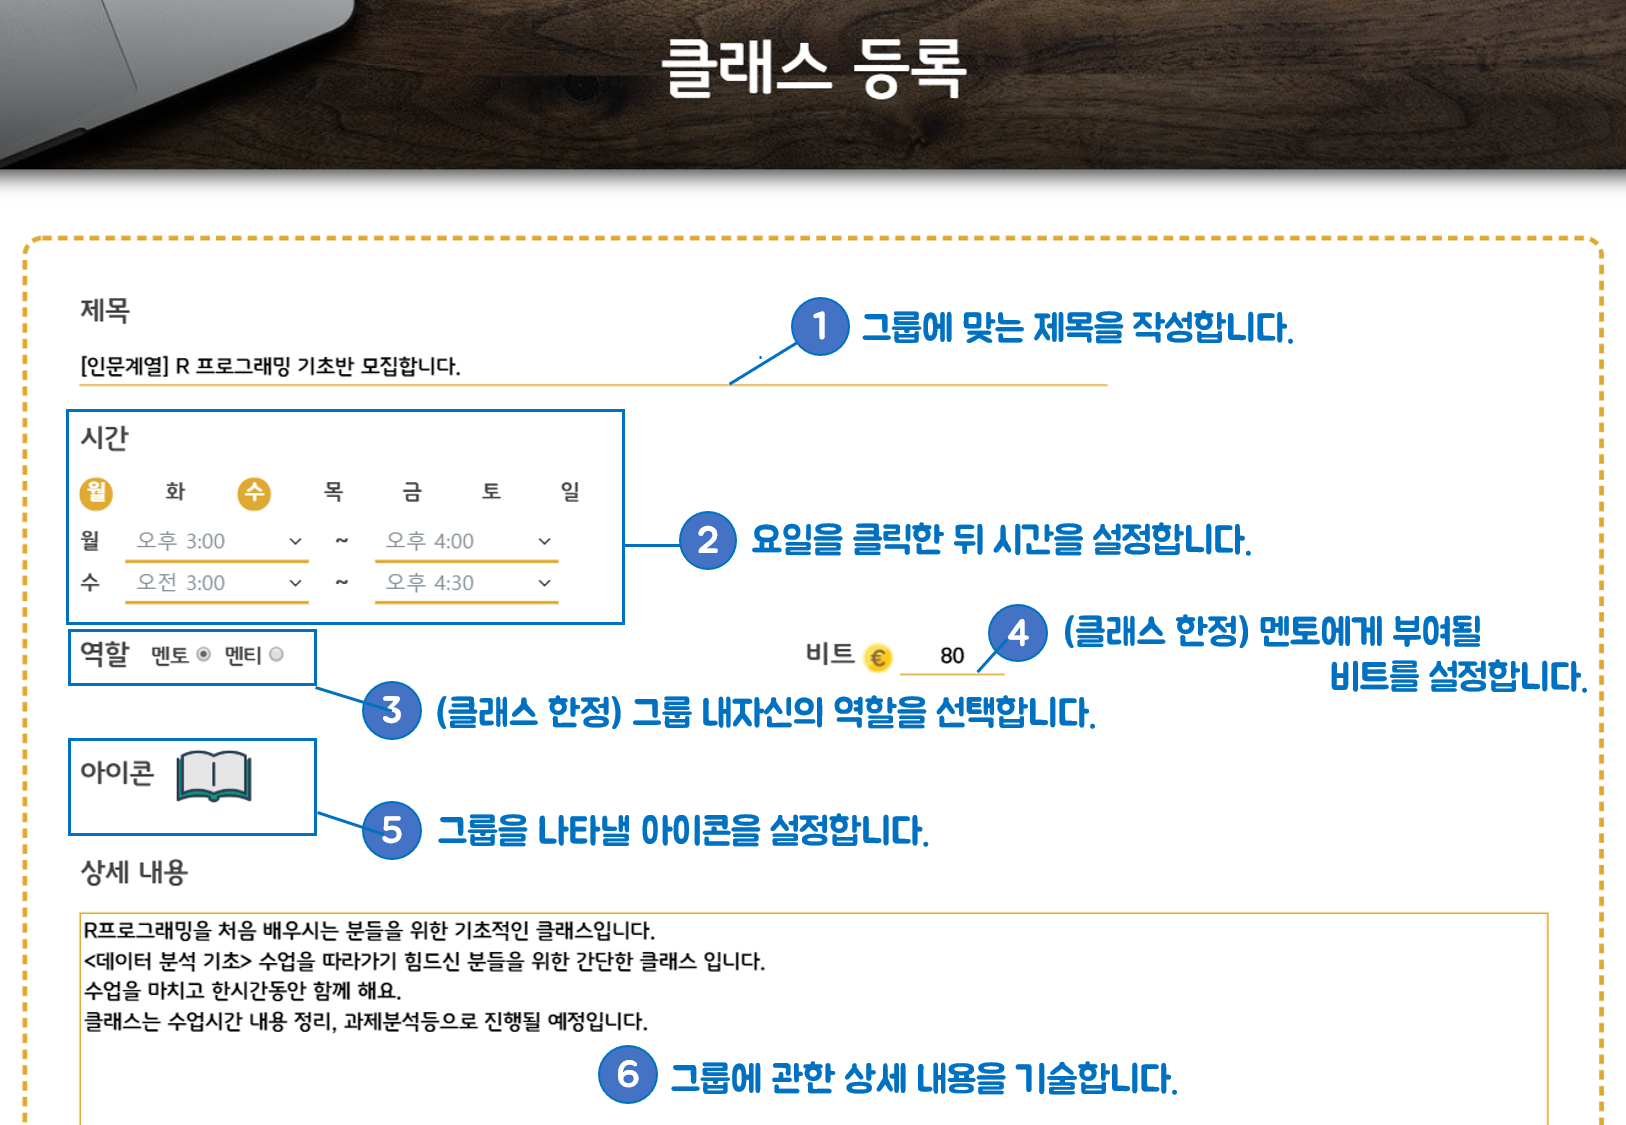 클래스 등록
제목
1 그룹에 맞는 제목을 작성합니다.
[인문계열] R 프로그래밍 기초반 모집합니다.
시간
월 화 수 목 금 토 일
월 오후 3:00 ~ 오후 4:00
2 요일을 클릭한 뒤 시간을 설정합니다.
수 오전 3:00 ~ 오후 4:30
역할 멘토 멘티
비트 € 80
4 (클래스 한정) 멘토에게 부여될
비트를 설정합니다.
3 (클래스 한정) 그룹 내자신의 역할을 선택합니다.
아이콘
5 그룹을 나타낼 아이콘을 설정합니다.
상세 내용
R프로그래밍을 처음 배우시는 분들을 위한 기초적인 클래스입니다.
<데이터 분석 기초> 수업을 따라가기 힘드신 분들을 위한 간단한 클래스 입니다.
수업을 마치고 한시간동안 함께 해요.
클래스는 수업시간 내용 정리, 과제분석등으로 진행될 예정입니다.
6 그룹에 관한 상세 내용을 기술합니다.